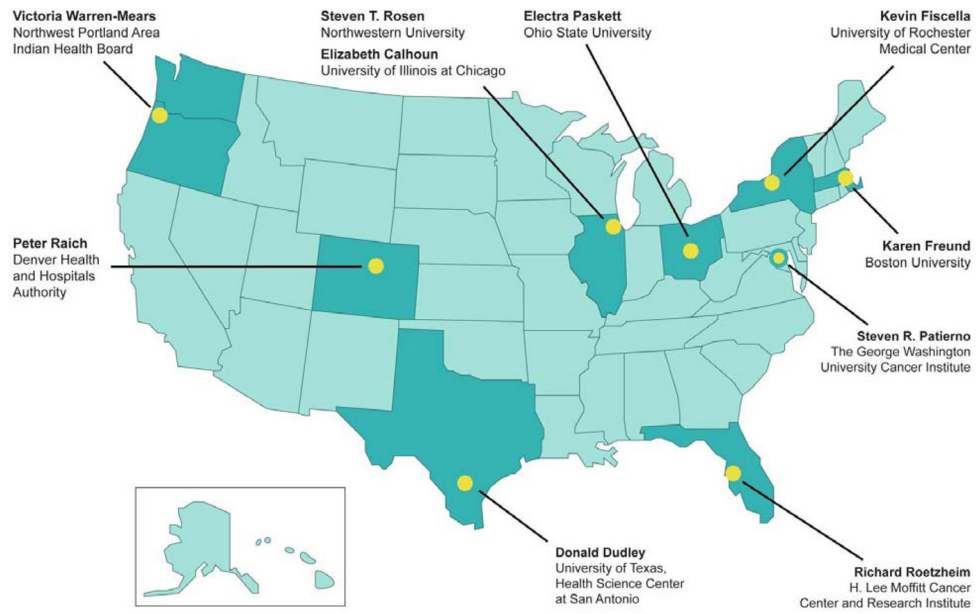 Victoria Warren-Mears
Northwest Portland Area
Indian Health Board
Steven T. Rosen
Northwestern University
Elizabeth Calhoun
University of Illinois at Chicago
Electra Paskett
Ohio State University
Kevin Fiscella
University of Rochester
Medical Center
Peter Raich
Denver Health
and Hospitals
Authority
Karen Freund
Boston University
Steven R. Patierno
The George Washington
University Cancer Institute
Donald Dudley
University of Texas,
Health Science Center
at San Antonio
Richard Roetzheim
H. Lee Moffitt Cancer
Center and Research Institute